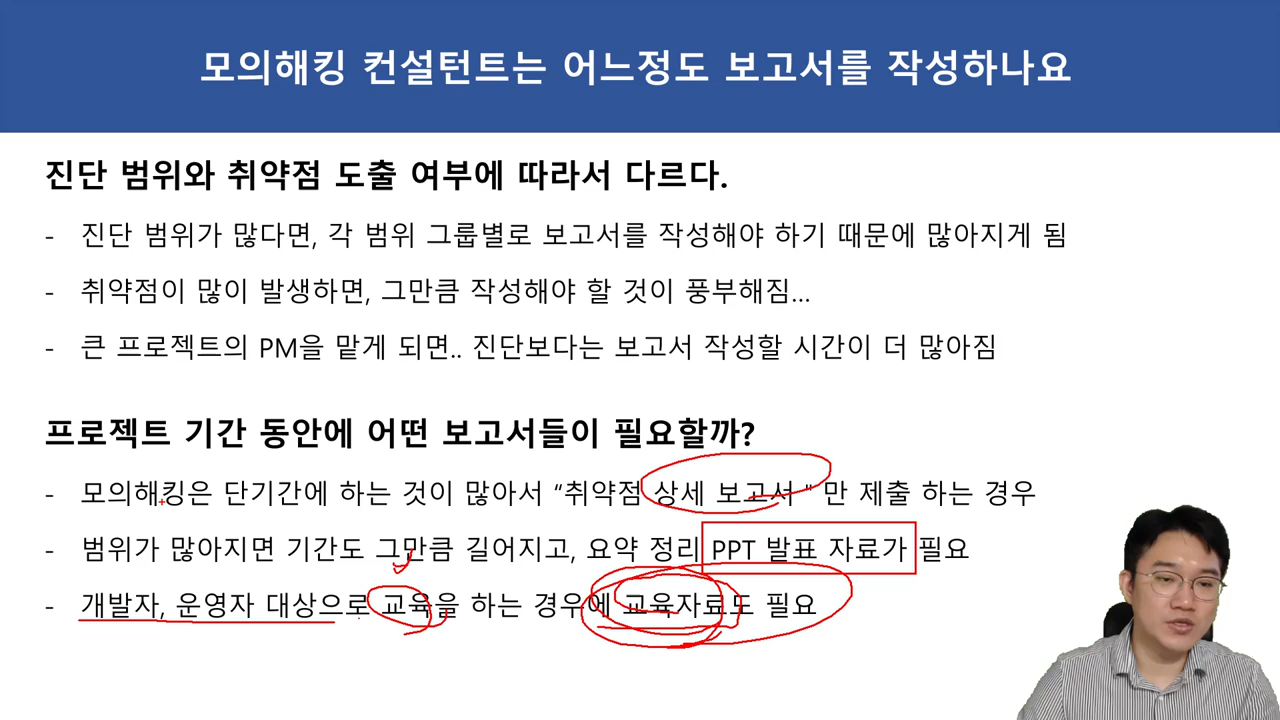 모의해킹 컨설턴트는 어느정도 보고서를 작성하나요
진단 범위와 취약점 도출 여부에 따라서 다르다.
- 진단 범위가 많다면, 각 범위 그룹별로 보고서를 작성해야 하기 때문에 많아지게 됨
- 취약점이 많이 발생하면, 그만큼 작성해야 할 것이 풍부해짐...
- 큰 프로젝트의 PM을 맡게 되면.. 진단보다는 보고서 작성할 시간이 더 많아짐
프로젝트 기간 동안에 어떤 보고서들이 필요할까?
- 모의해킹은 단기간에 하는 것이 많아서 “취약점 상세 보고서 " 만 제출 하는 경우
- 범위가 많아지면 기간도 그만큼 길어지고, 요약 정리 PPT 발표 자료가 필요
- 개발자, 운영자 대상으로 교육을 하는 경우에 교육자료도 필요